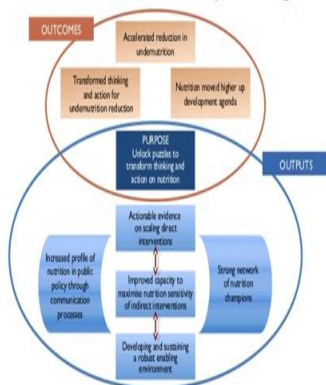 OUTCOMES
Accelerated reduction in
undernutrition
Transformed thinking
and action for
undernutrition reduction
Nutrition moved higher up
development agenda
PURPOSE
Unlock puzzles to
transform thinking and
action on nutrition
OUTPUTS
Actionable evidence
on scaling direct
interventions
Increased profile of
nutrition in public
policy through
communication
processes
Improved capacity to
maximise nutrition sensitivity
of indirect interventions
Strong network
of nutrition
champions
Developing and sustaining
a robust enabling
environment